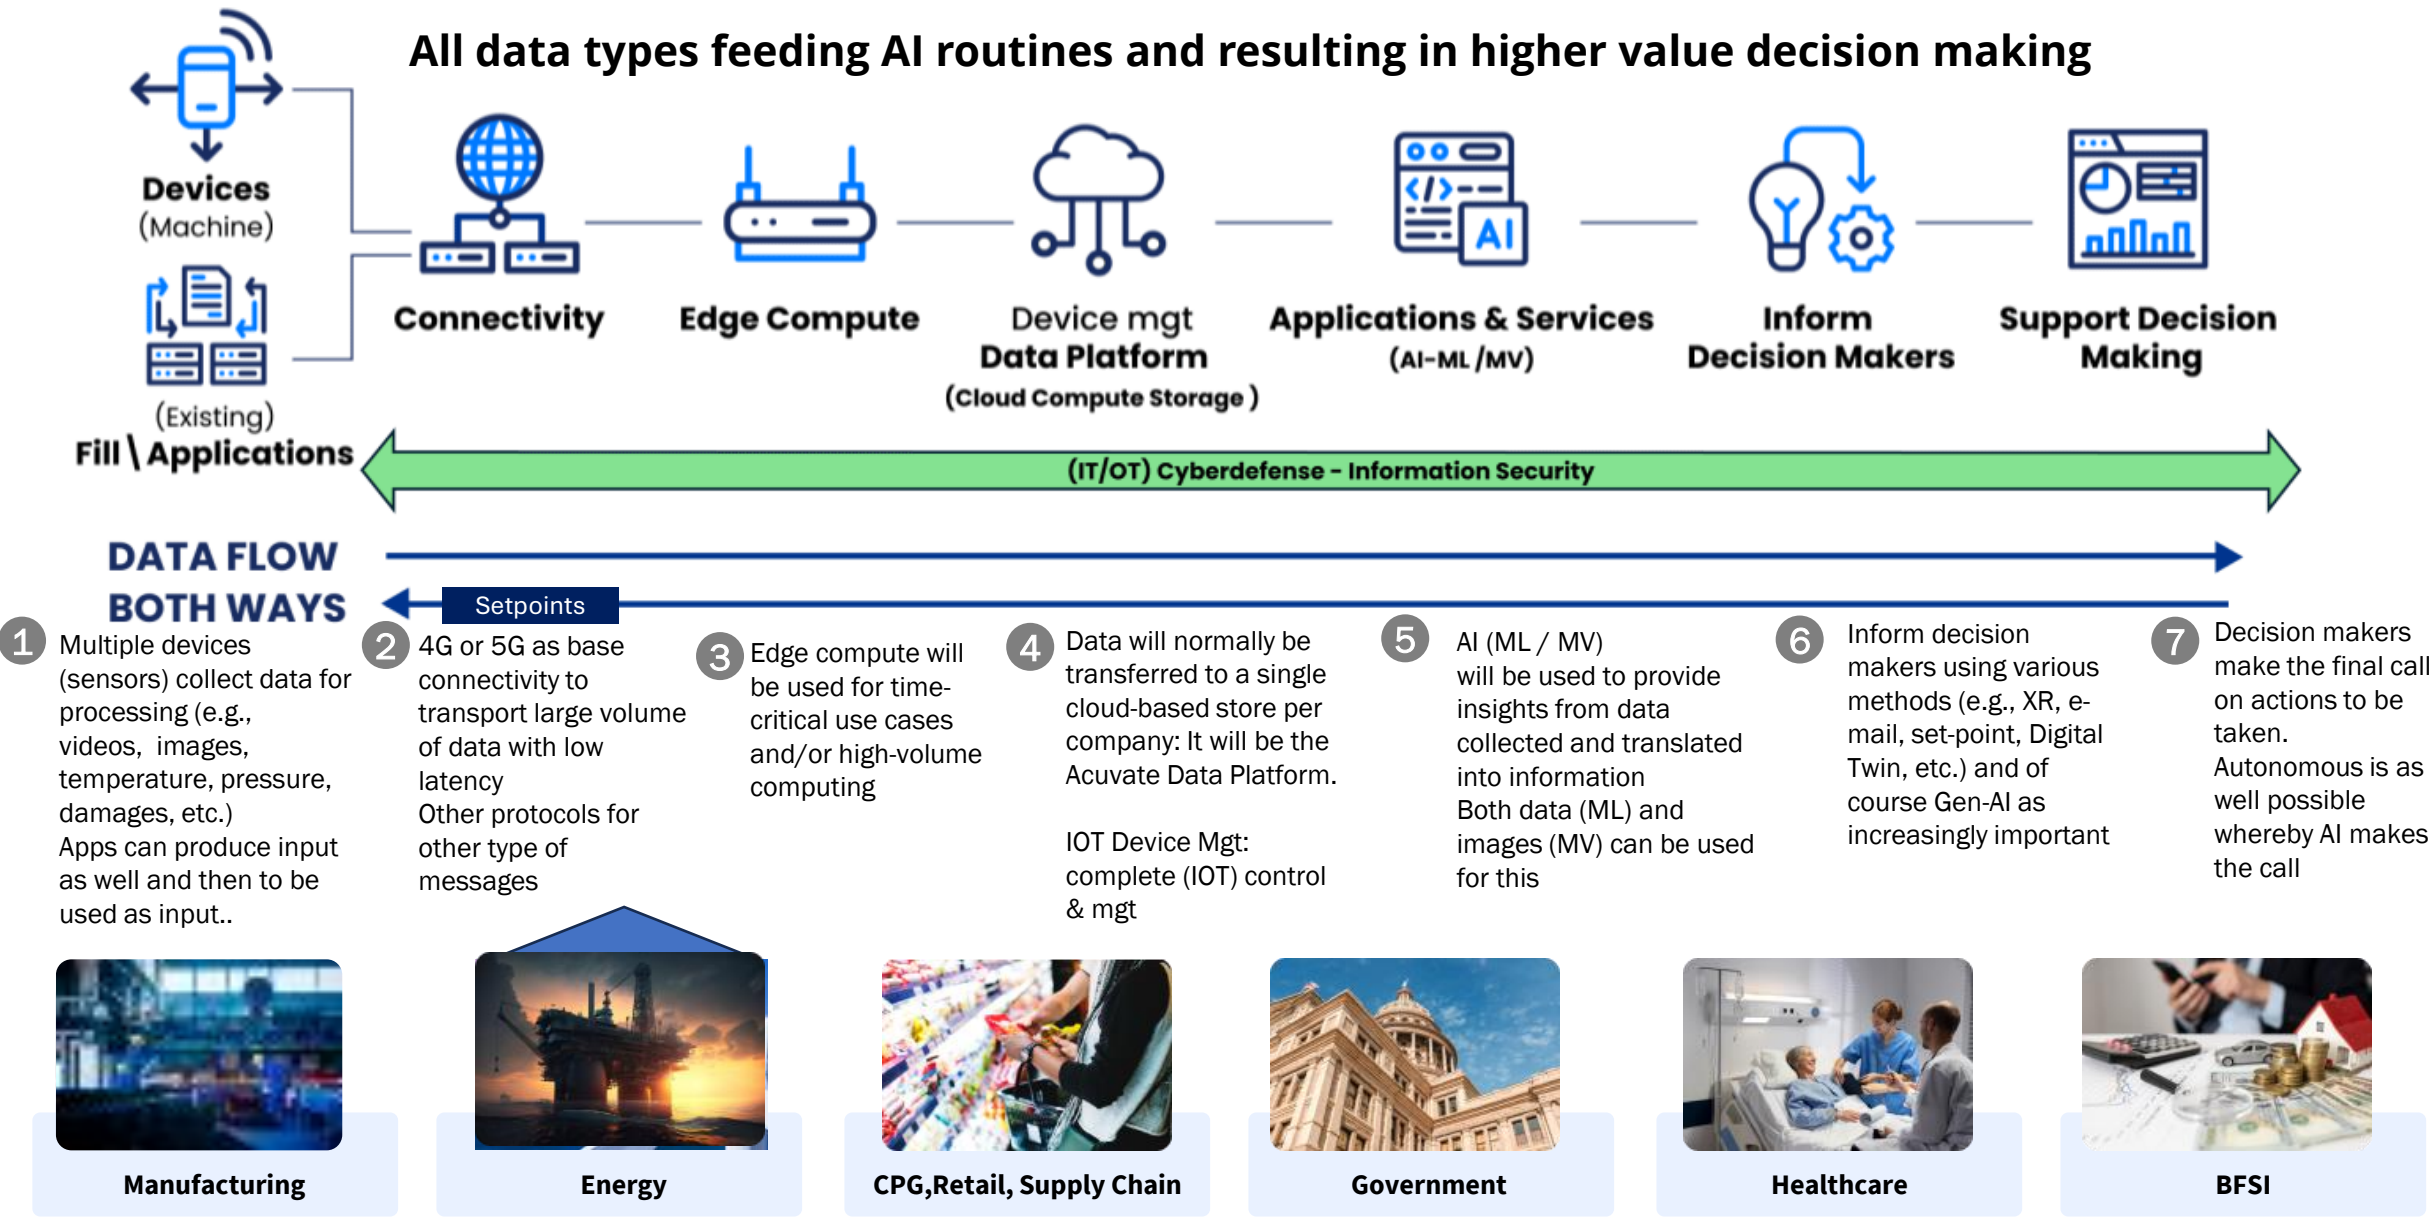 All data types feeding AI routines and resulting in higher value decision making
Devices
(Machine)
(Existing)
Fill \ Applications
Connectivity
Edge Compute
Device mgt
Data Platform
(Cloud Compute Storage )
AI
Applications & Services
(AI-ML /MV)
Inform
Decision Makers
Support Decision
Making
(IT/OT) Cyberdefense - Information Security
DATA FLOW
BOTH WAYS
Setpoints
1
Multiple devices
(sensors) collect data for
processing (e.g.,
videos, images,
temperature, pressure,
damages, etc.)
Apps can produce input
as well and then to be
used as input..
2
4G or 5G as base
connectivity to
transport large volume
of data with low
latency
Other protocols for
other type of
messages
3
Edge compute will
be used for time-
critical use cases
and/or high-volume
computing
4
Data will normally be
transferred to a single
cloud-based store per
company: It will be the
Acuvate Data Platform.
IOT Device Mgt:
complete (IOT) control
& mgt
5
AI (ML / MV)
will be used to provide
insights from data
collected and translated
into information
Both data (ML) and
images (MV) can be used
for this
6
Inform decision
makers using various
methods (e.g., XR, e-
mail, set-point, Digital
Twin, etc.) and of
course Gen-AI as
increasingly important
7
Decision makers
make the final call
on actions to be
taken.
Autonomous is as
well possible
whereby AI makes
the call
Manufacturing
Energy
CPG,Retail, Supply Chain
Government
Healthcare
BFSI